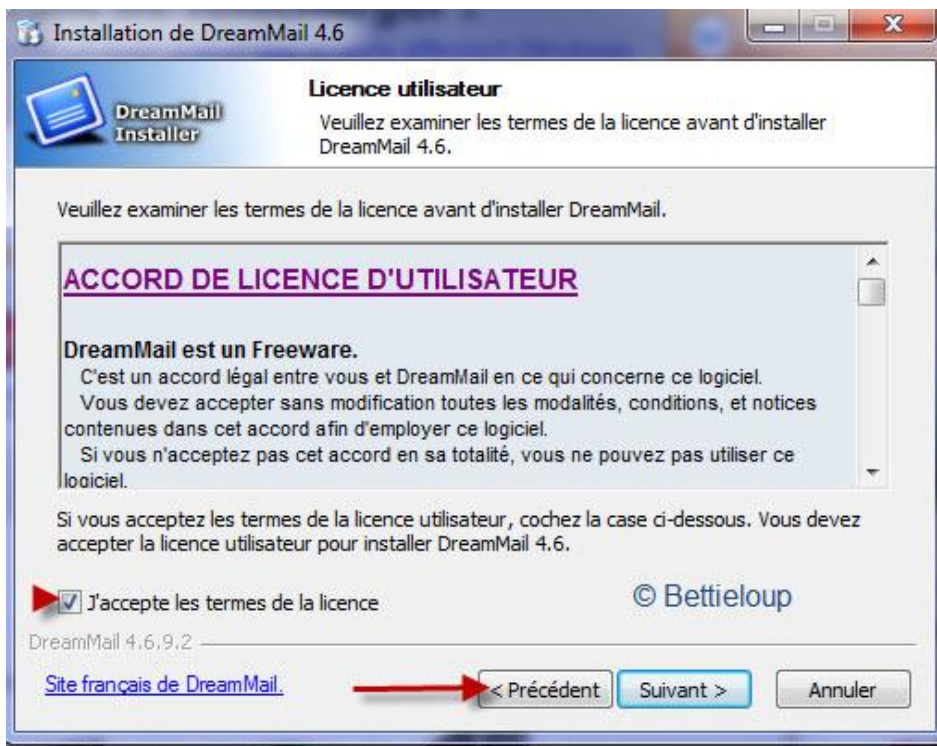 Installation de DreamMail 4.6
X
DreamMail
Installer
Licence utilisateur
Veuillez examiner les termes de la licence avant d'installer
DreamMail 4.6.
Veuillez examiner les termes de la licence avant d'installer DreamMail.
ACCORD DE LICENCE D'UTILISATEUR
DreamMail est un Freeware.
C'est un accord légal entre vous et DreamMail en ce qui concerne ce logiciel.
Vous devez accepter sans modification toutes les modalités, conditions, et notices
contenues dans cet accord afin d'employer ce logiciel.
Si vous n'acceptez pas cet accord en sa totalité, vous ne pouvez pas utiliser ce
logiciel.
Si vous acceptez les termes de la licence utilisateur, cochez la case ci-dessous. Vous devez
accepter la licence utilisateur pour installer DreamMail 4.6.
J'accepte les termes de la licence
© Bettieloup
DreamMail 4.6.9.2
Site français de DreamMail.
< Précédent
Suivant >
Annuler